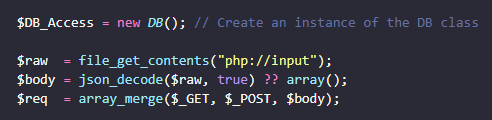 $DB_Access = new DB(); // Create an instance of the DB class
$raw  = file_get_contents("php://input");
$body = json_decode($raw, true) ?? array();
$req  = array_merge($_GET, $_POST, $body);